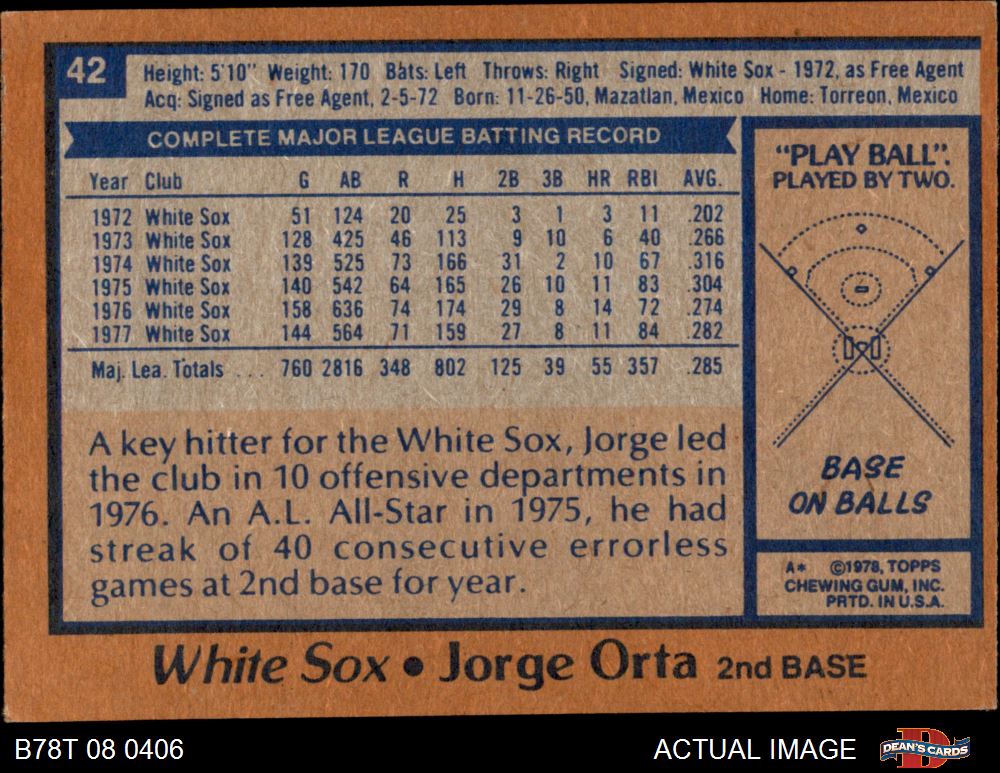 42
Height: 5'10" Weight: 170 Bats: Left Throws: Right Signed: White Sox - 1972, as Free Agent
Acq: Signed as Free Agent, 2-5-72 Born: 11-26-50, Mazatlan, Mexico Home: Torreon, Mexico
COMPLETE MAJOR LEAGUE BATTING RECORD
Year Club G AB R H 2B 3B HR RBI AVG.
1972 White Sox 51 124 20 25 3 1 3 11 .202
1973 White Sox 128 425 46 113 9 10 6 40 .266
1974 White Sox 139 525 73 166 31 2 10 67 .316
1975 White Sox 140 542 64 165 26 10 11 83 .304
1976 White Sox 158 636 74 174 29 8 14 72 .274
1977 White Sox 144 564 71 159 27 8 11 84 .282
Maj. Lea. Totals ... 760 2816 348 802 125 39 55 357 .285
A key hitter for the White Sox, Jorge led
the club in 10 offensive departments in
1976. An A.L. All-Star in 1975, he had
streak of 40 consecutive errorless
games at 2nd base for year.
"PLAY BALL":
PLAYED BY TWO.
BASE
ON BALLS
A* ©1978, TOPPS
CHEWING GUM, INC.
PRTD. IN U.S.A.
White Sox • Jorge Orta 2nd BASE
B78T 08 0406 ACTUAL IMAGE
DEAN'S CARDS